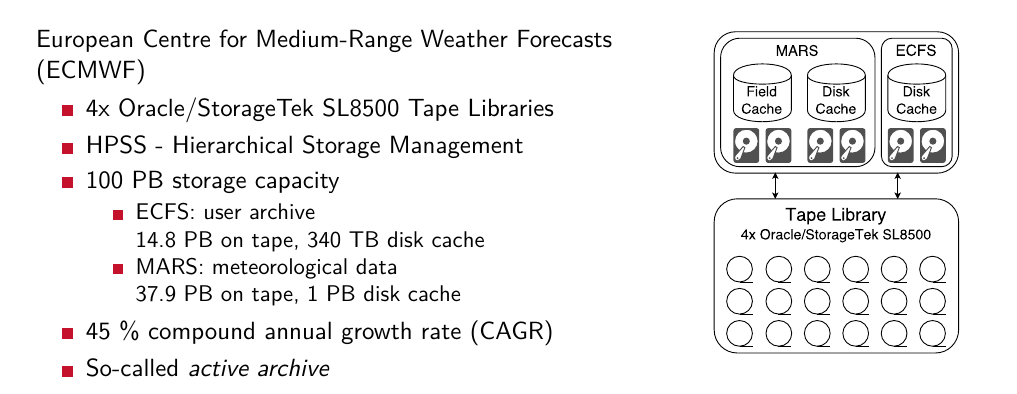 European Centre for Medium-Range Weather Forecasts
(ECMWF)
4x Oracle/StorageTek SL8500 Tape Libraries
HPSS - Hierarchical Storage Management
100 PB storage capacity
ECFS: user archive
14.8 PB on tape, 340 TB disk cache
MARS: meteorological data
37.9 PB on tape, 1 PB disk cache
45 % compound annual growth rate (CAGR)
So-called active archive
MARS
Field
Cache
Disk
Cache
ECFS
Disk
Cache
Tape Library
4x Oracle/StorageTek SL8500